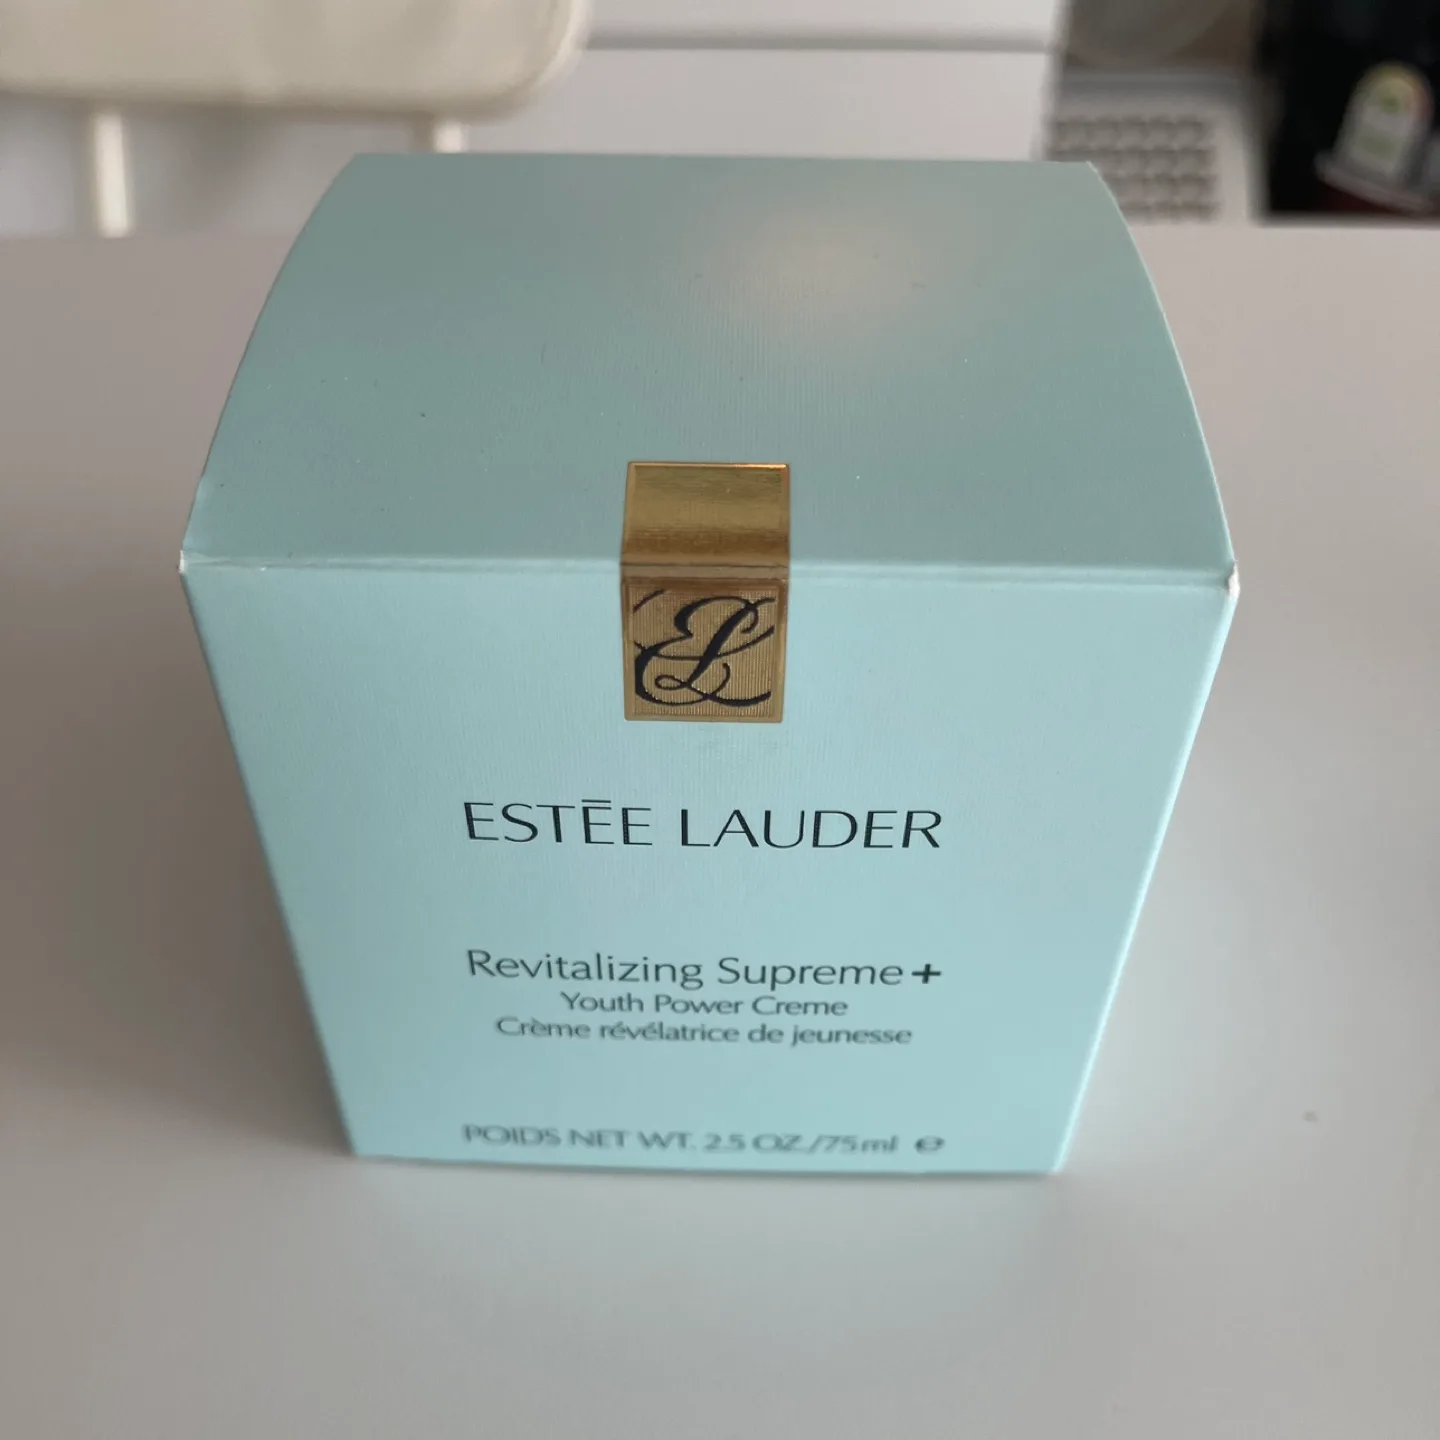 EL
ESTĒE LAUDER
Revitalizing Supreme+
Youth Power Creme
Crème révélatrice de jeunesse
POIDS NET WT. 2.5 OZ./75ml ℮